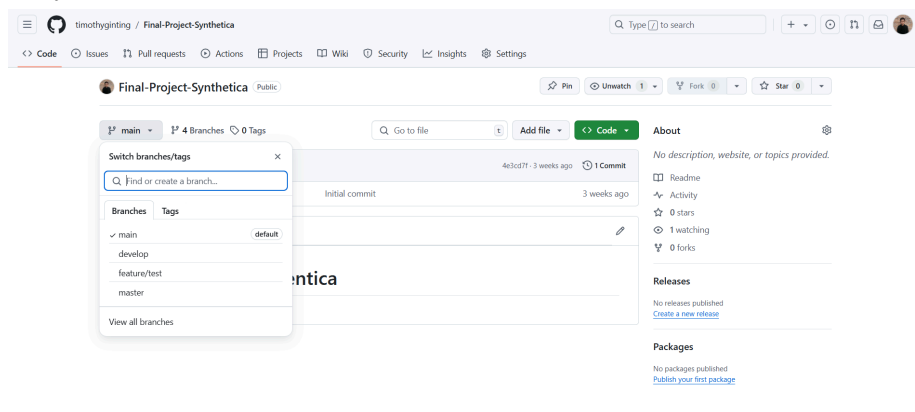 timothyginting / Final-Project-Synthetica
Type / to search
Code Issues Pull requests Actions Projects Wiki Security Insights Settings
Final-Project-Synthetica Public
Pin Unwatch 1 Fork 0 Star 0
main 4 Branches 0 Tags
Go to file t Add file Code
Switch branches/tags
Find or create a branch...
Branches Tags
main default
develop
feature/test
master
View all branches
4e3cd7f · 3 weeks ago 1 Commit
Initial commit 3 weeks ago
entica
About
No description, website, or topics provided.
Readme
Activity
0 stars
1 watching
0 forks
Releases
No releases published
Create a new release
Packages
No packages published
Publish your first package